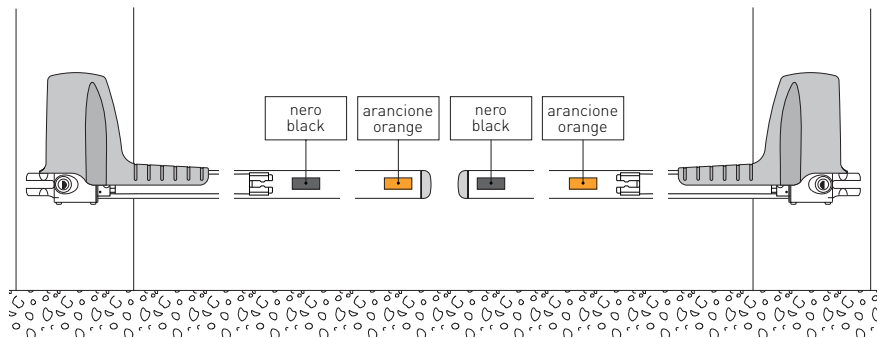 nero
black
arancione
orange
nero
black
arancione
orange